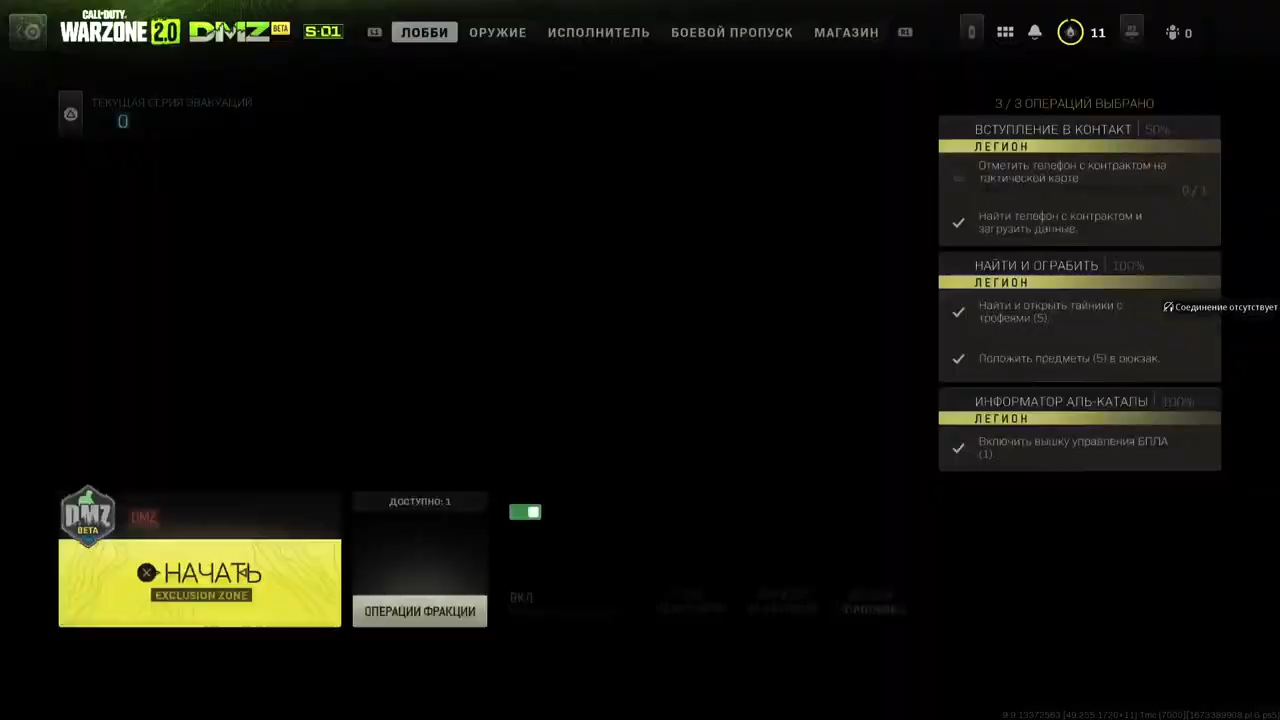 CALL OF DUTY
WARZONE 2.0 DMZ BETA S-01
L1 ЛОББИ ОРУЖИЕ ИСПОЛНИТЕЛЬ БОЕВОЙ ПРОПУСК МАГАЗИН R1
11
0
ТЕКУЩАЯ СЕРИЯ ЭВАКУАЦИЙ
0
3 / 3 ОПЕРАЦИЙ ВЫБРАНО
ВСТУПЛЕНИЕ В КОНТАКТ 50%
ЛЕГИОН
Отметить телефон с контрактом на
тактической карте
0 / 1
Найти телефон с контрактом и
загрузить данные.
НАЙТИ И ОГРАБИТЬ 100%
ЛЕГИОН
Найти и открыть тайники с
трофеями (5).
Соединение отсутствует
Положить предметы (5) в рюкзак.
ИНФОРМАТОР АЛЬ-КАТАЛЫ 100%
ЛЕГИОН
Включить вышку управления БПЛА
(1).
DMZ
BETA
DMZ
НАЧАТЬ
EXCLUSION ZONE
ДОСТУПНО: 1
ОПЕРАЦИИ ФРАКЦИИ
ВКЛ.